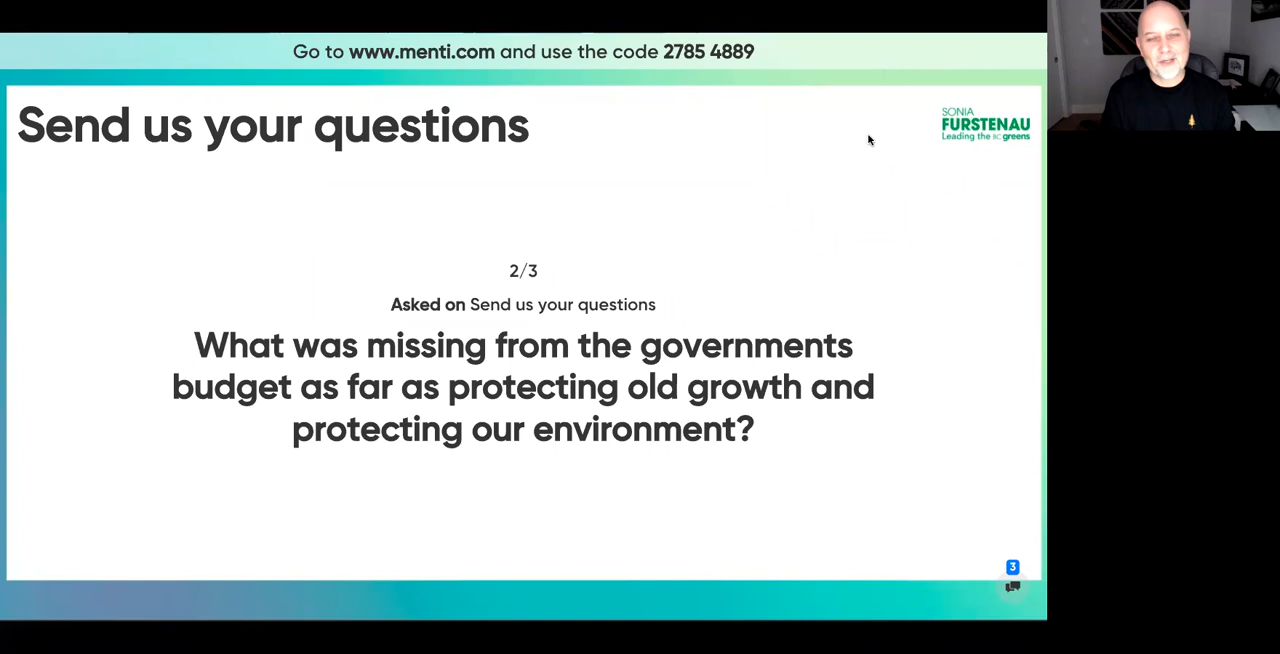 Go to www.menti.com and use the code 2785 4889
Send us your questions
SONIA
FURSTENAU
Leading the BC greens
2/3
Asked on Send us your questions
What was missing from the governments
budget as far as protecting old growth and
protecting our environment?
3